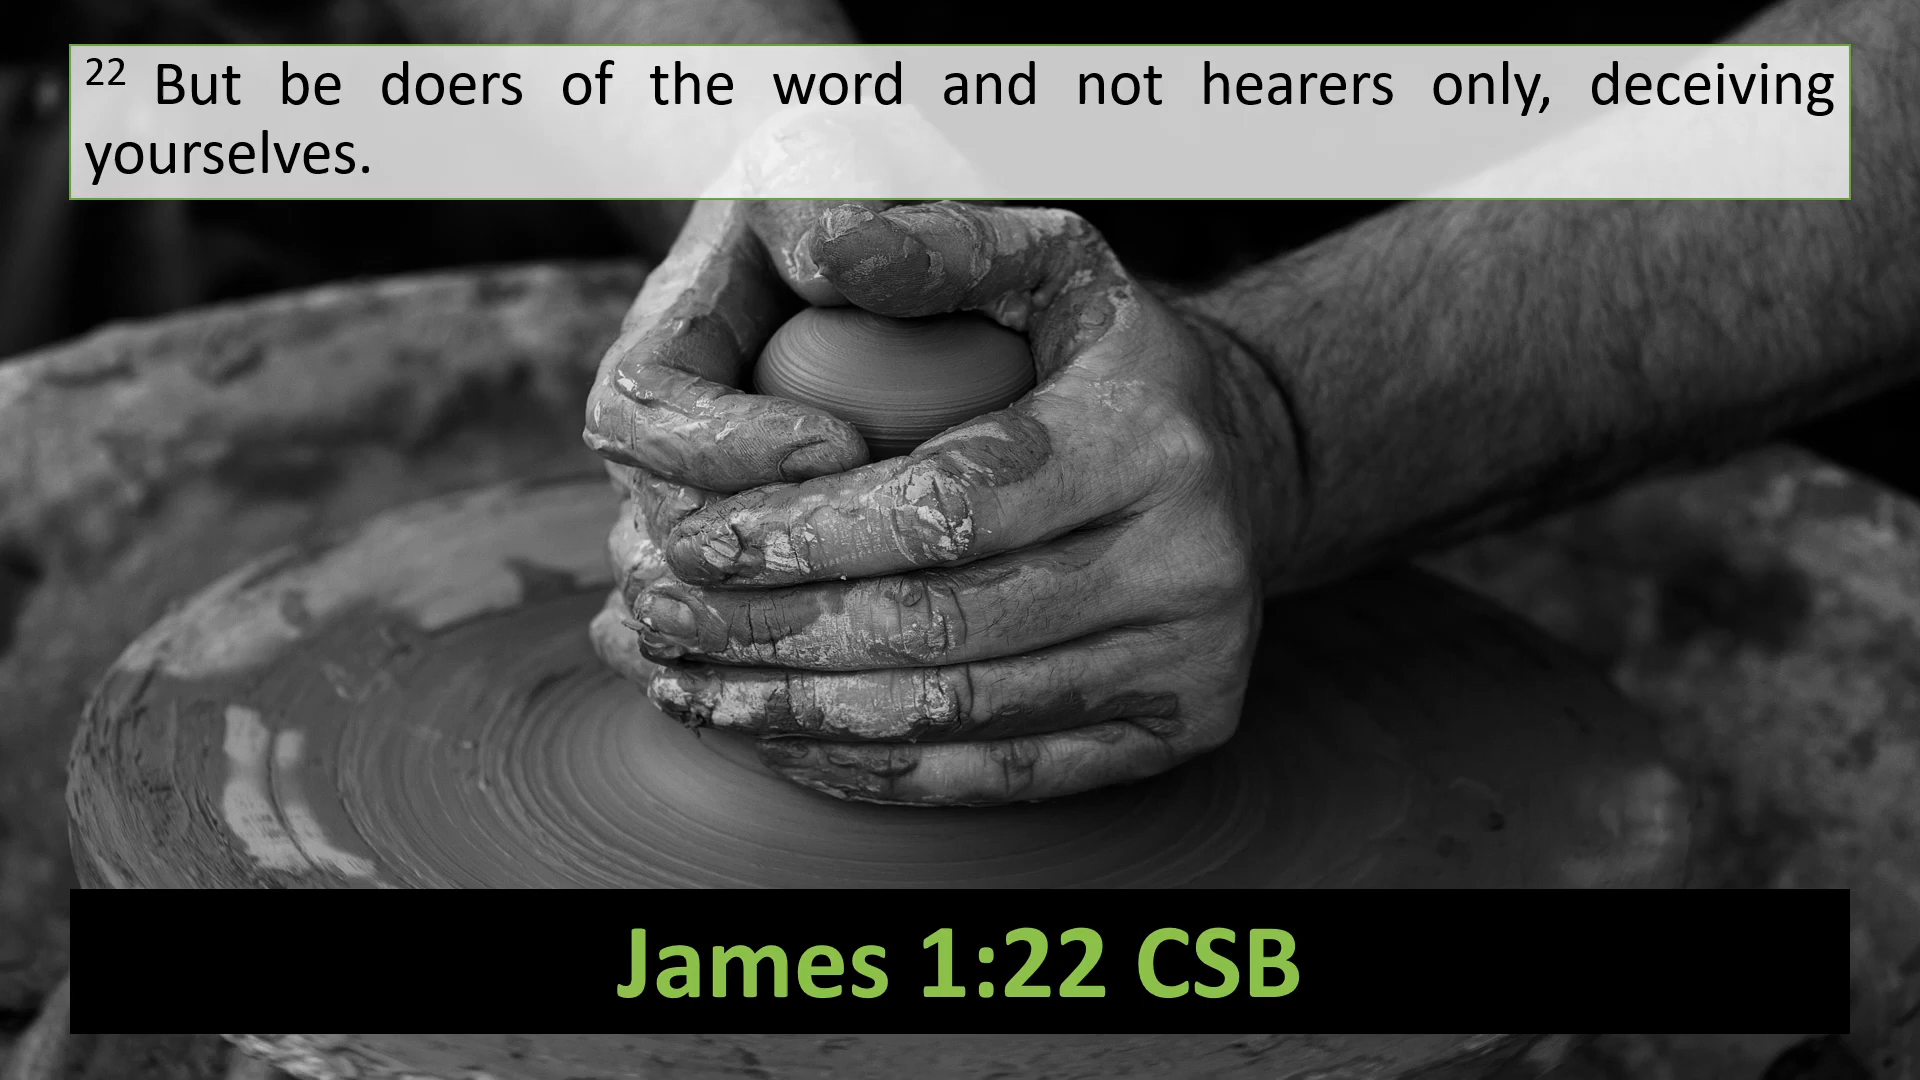 22 But be doers of the word and not hearers only, deceiving
yourselves.
James 1:22 CSB